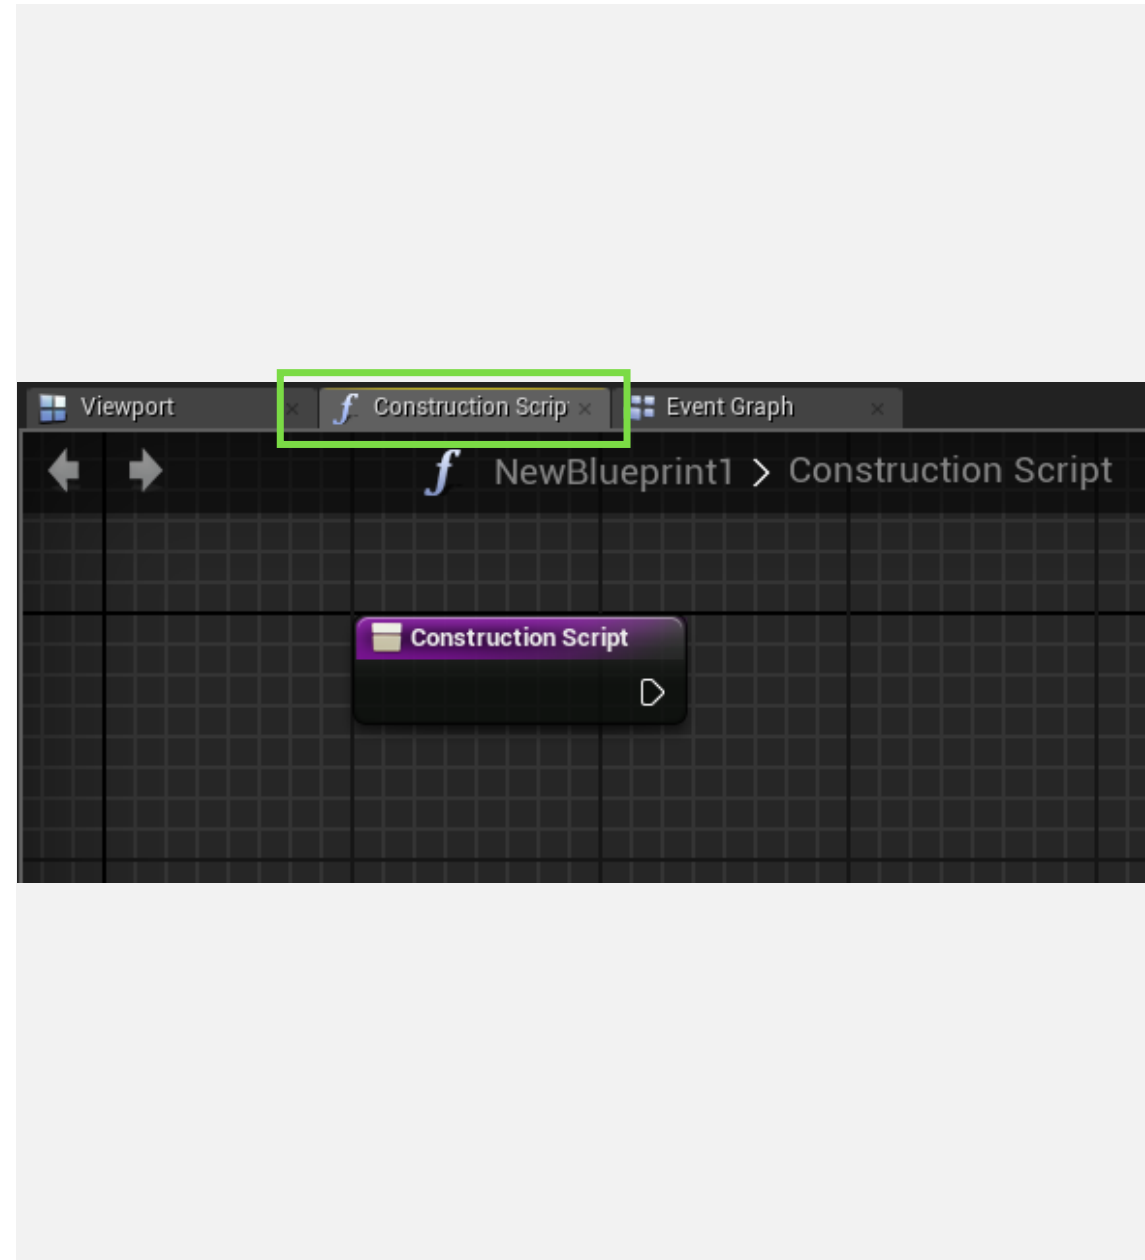 Viewport
Construction Scrip
Event Graph
NewBlueprint1 > Construction Script
Construction Script